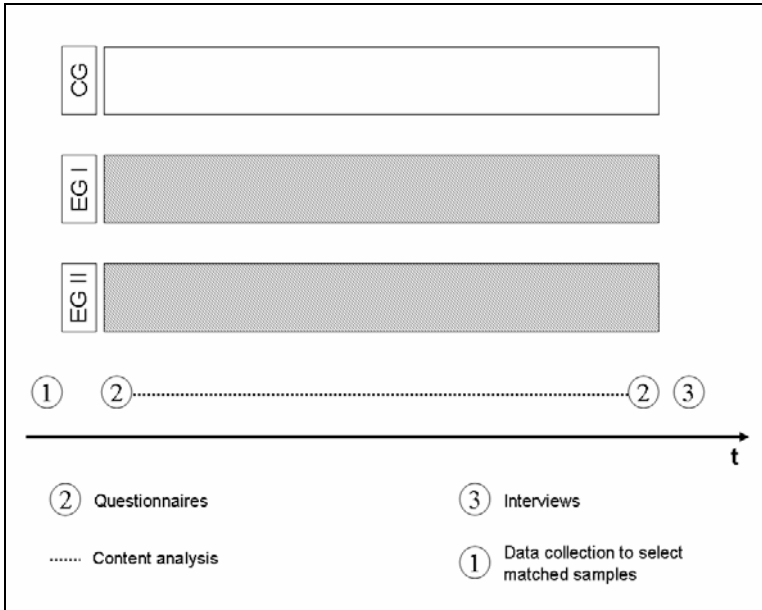 CG
EG I
EG II
1 2 2 3
t
2 Questionnaires
3 Interviews
Content analysis
1 Data collection to select
matched samples